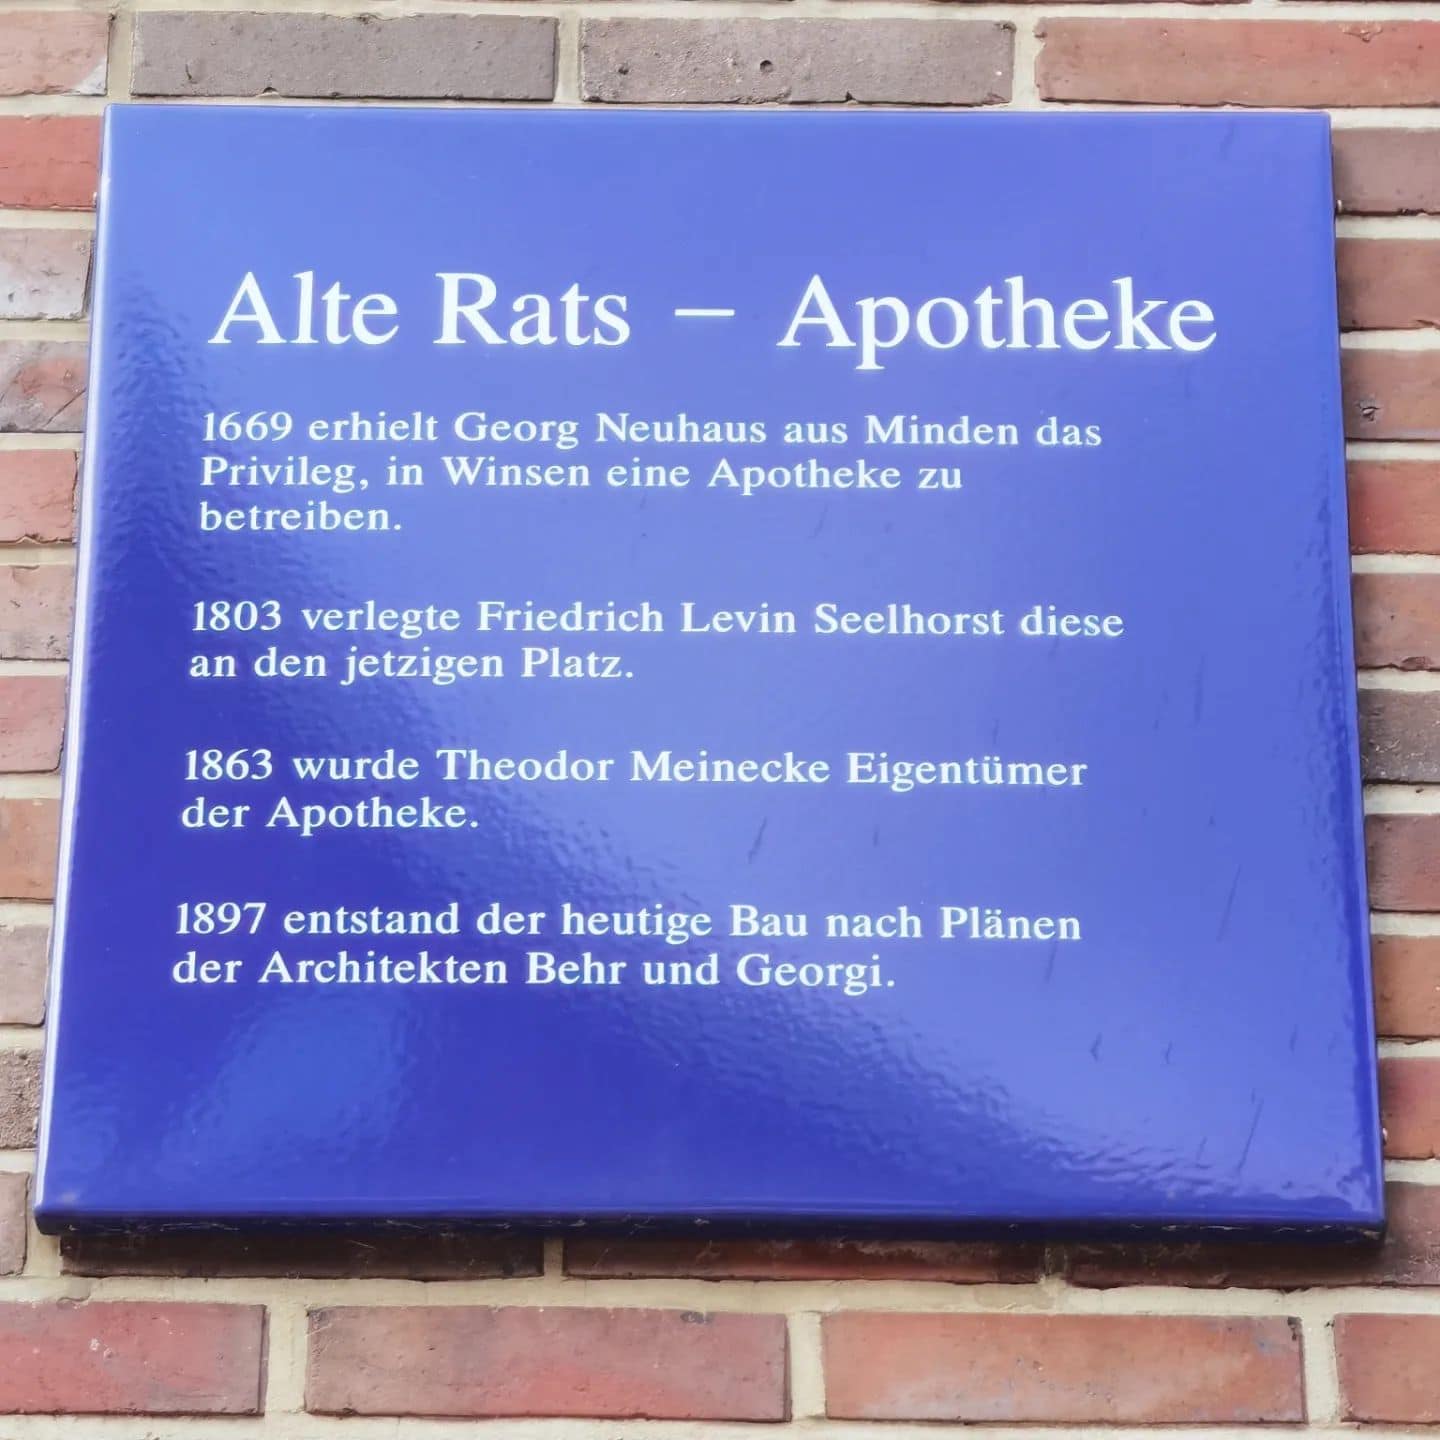 Alte Rats – Apotheke
1669 erhielt Georg Neuhaus aus Minden das
Privileg, in Winsen eine Apotheke zu
betreiben.
1803 verlegte Friedrich Levin Seelhorst diese
an den jetzigen Platz.
1863 wurde Theodor Meinecke Eigentümer
der Apotheke.
1897 entstand der heutige Bau nach Plänen
der Architekten Behr und Georgi.